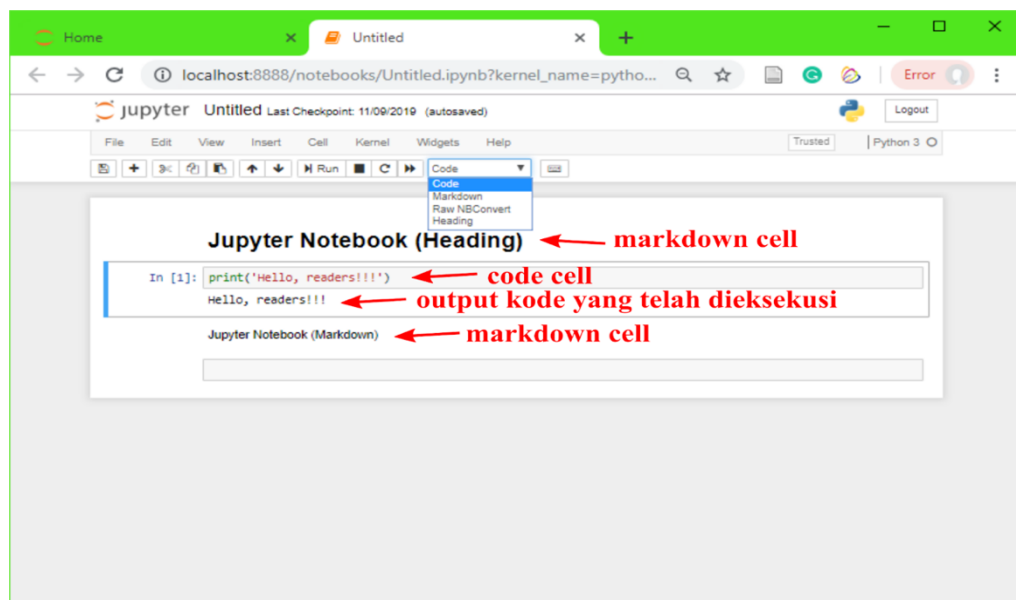 Home
Untitled
localhost:8888/notebooks/Untitled.ipynb?kernel_name=pytho...
Error
jupyter Untitled Last Checkpoint: 11/09/2019 (autosaved)
Logout
File Edit View Insert Cell Kernel Widgets Help
Trusted
Python 3
Run
Code
Code
Markdown
Raw NBConvert
Heading
Jupyter Notebook (Heading)
markdown cell
In [1]: print('Hello, readers!!!')
code cell
Hello, readers!!!
output kode yang telah dieksekusi
Jupyter Notebook (Markdown)
markdown cell